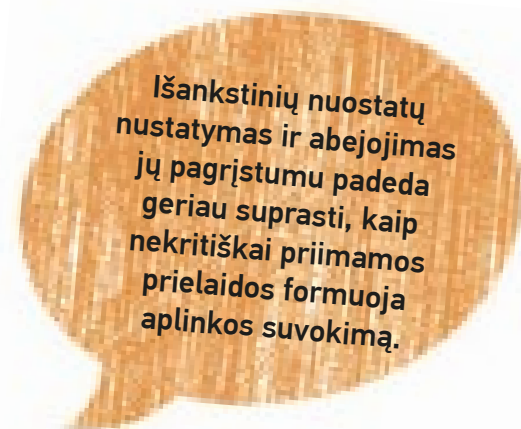 Išankstinių nuostatų
nustatymas ir abejojimas
jų pagrįstumu padeda
geriau suprasti, kaip
nekritiškai priimamos
prielaidos formuoja
aplinkos suvokimą.